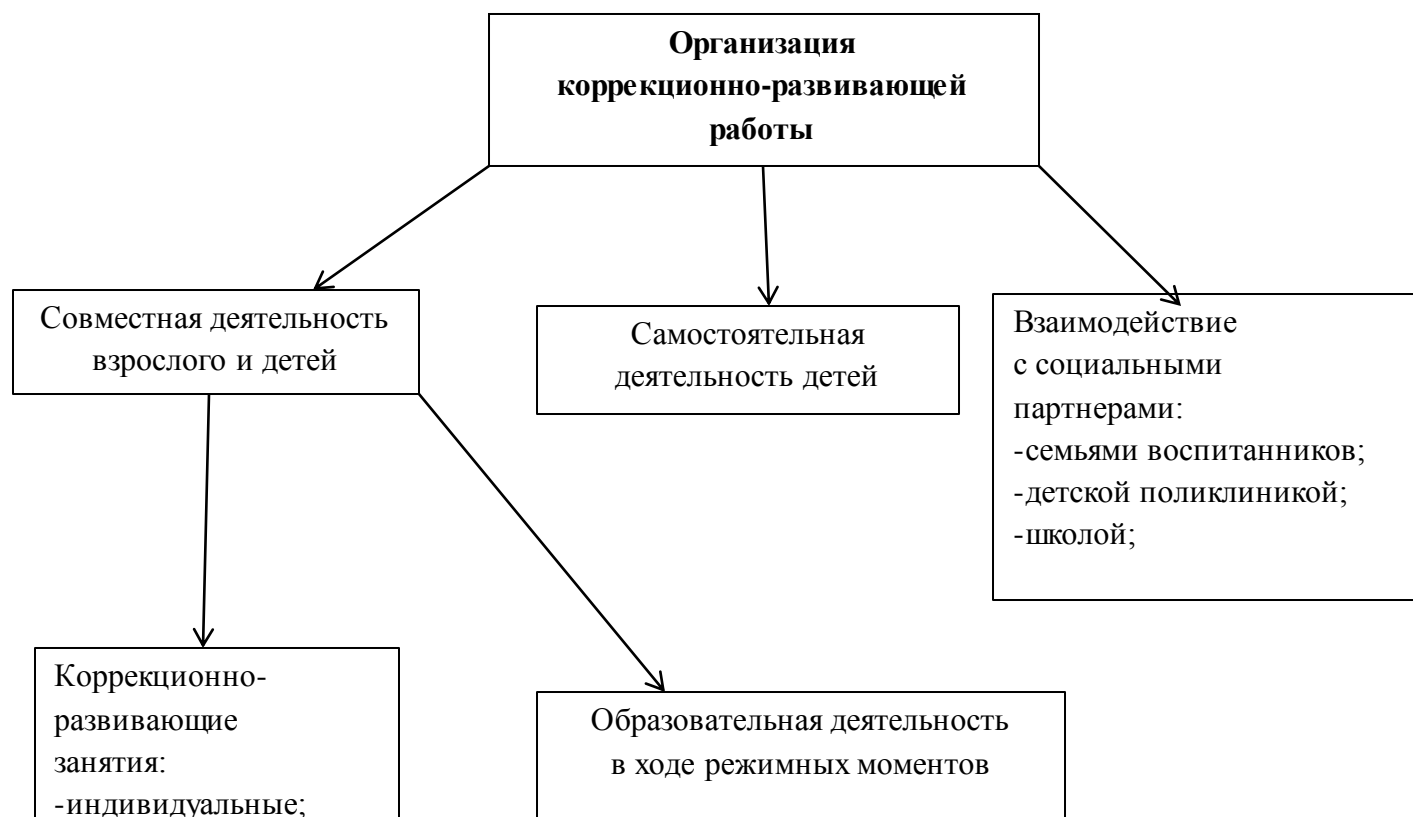 Организация
коррекционно-развивающей
работы
Совместная деятельность
взрослого и детей
Самостоятельная
деятельность детей
Взаимодействие
с социальными
партнерами:
-семьями воспитанников;
-детской поликлиникой;
-школой;
Коррекционно-
развивающие
занятия:
-индивидуальные;
Образовательная деятельность
в ходе режимных моментов